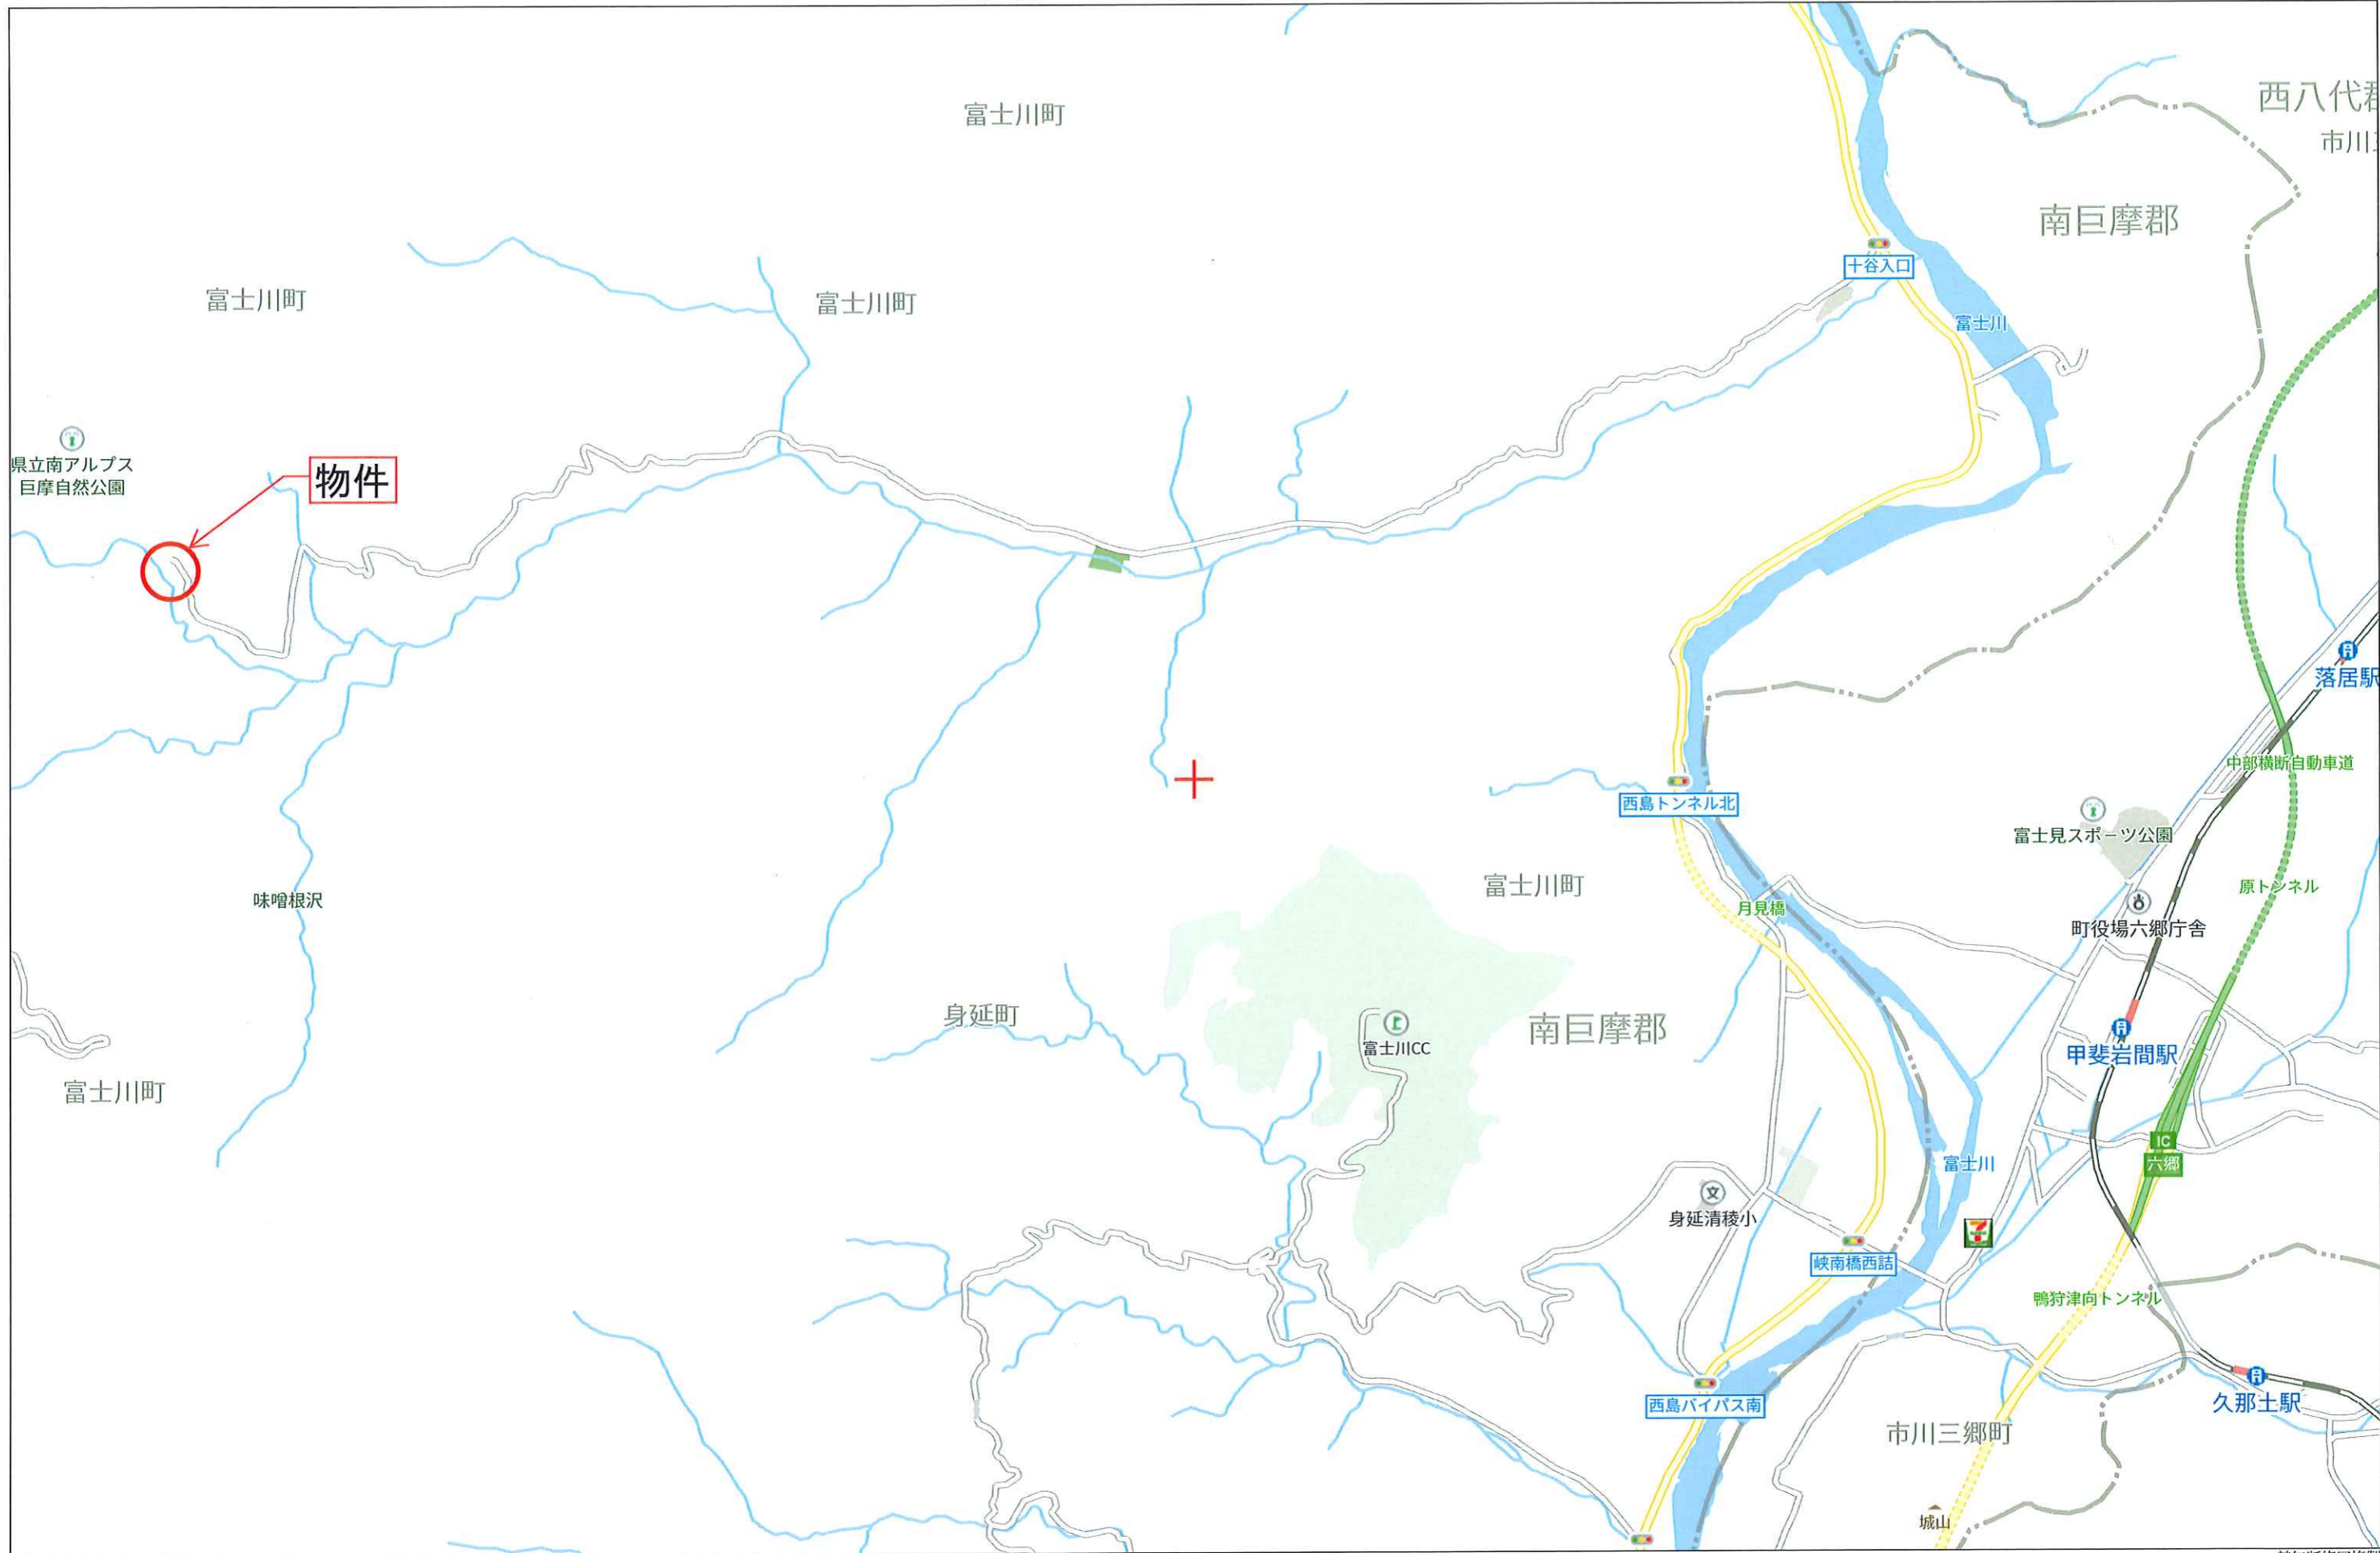 富士川町
西八代郡
市川三
南巨摩郡
十谷入口
富士川町
富士川町
富士川
県立南アルプス
巨摩自然公園
物件
落居駅
中部横断自動車道
西島トンネル北
富士見スポーツ公園
富士川町
原トンネル
味噌根沢
月見橋
町役場六郷庁舎
身延町
南巨摩郡
富士川CC
甲斐岩間駅
富士川町
IC
六郷
富士川
文
身延清稜小
7
峡南橋西詰
鴨狩津向トンネル
西島バイパス南
久那土駅
市川三郷町
城山